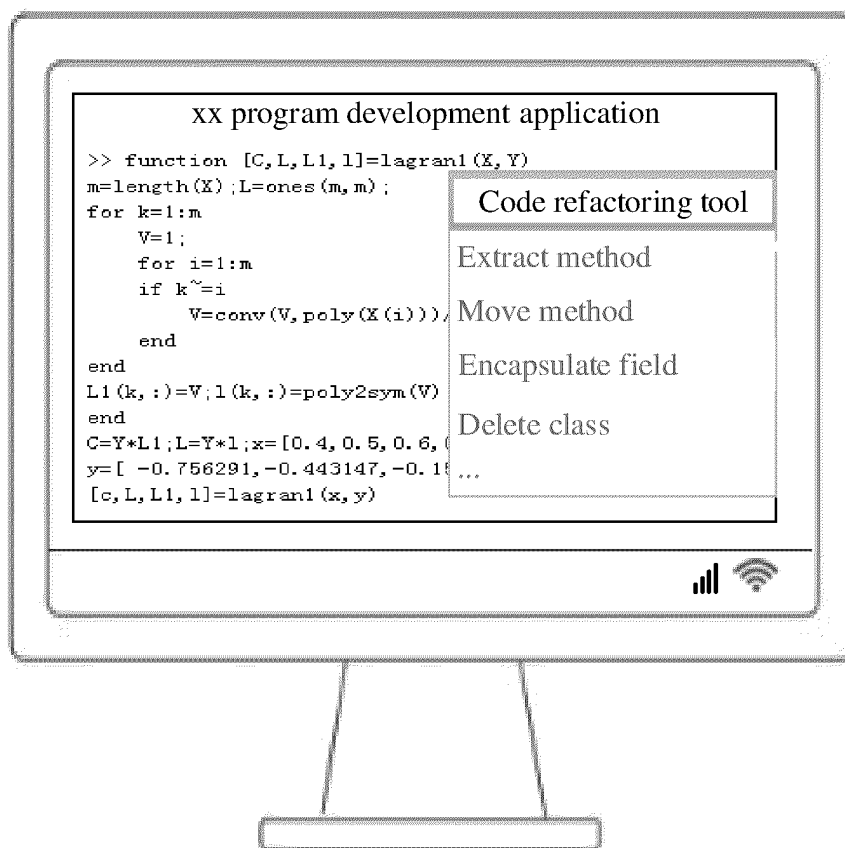 xx program development application
>> function [C,L,L1,l]=lagran1(X,Y)
m=length(X);L=ones(m,m);
for k=1:m
V=1;
for i=1:m
if k~=i
V=conv(V,poly(X(i)))/
end
end
L1(k,:)=V;l(k,:)=poly2sym(V)
end
C=Y*L1;L=Y*l;x=[0.4,0.5,0.6,
y=[ -0.756291,-0.443147,-0.15
[c,L,L1,l]=lagran1(x,y)
Code refactoring tool
Extract method
Move method
Encapsulate field
Delete class
...